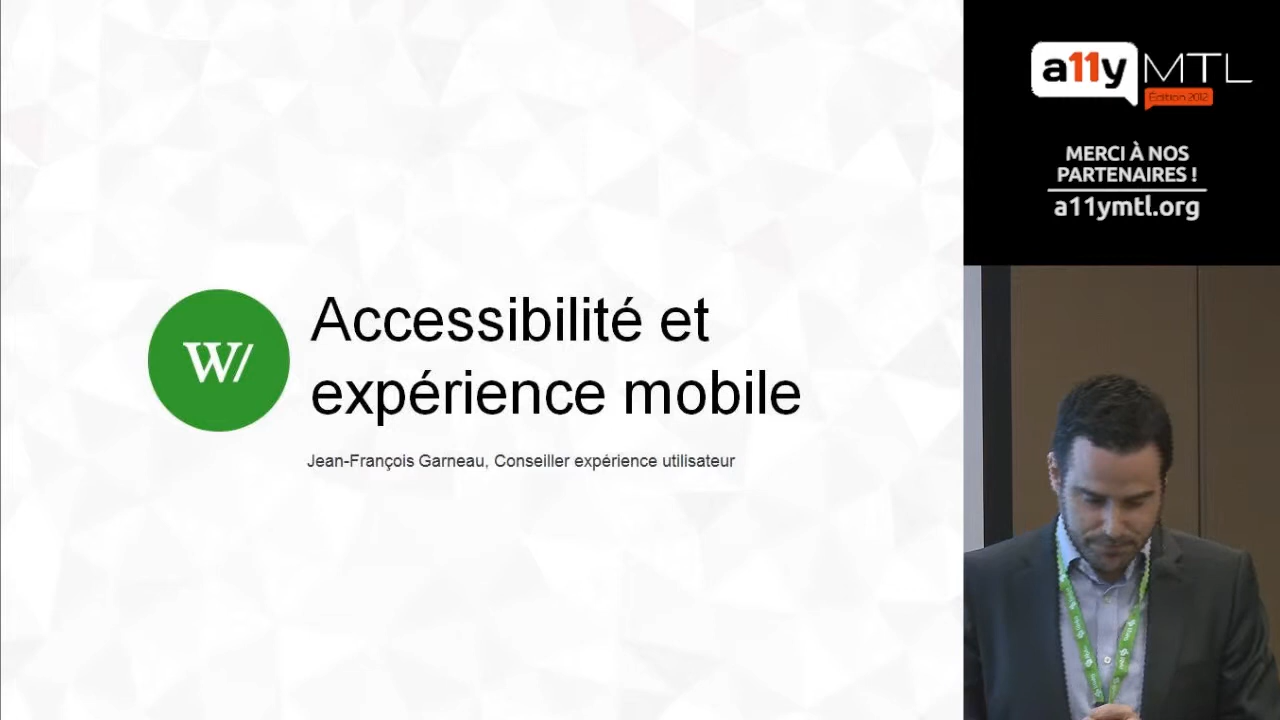 W/
Accessibilité et
expérience mobile
Jean-François Garneau, Conseiller expérience utilisateur
a11y MTL
Édition 2012
MERCI À NOS
PARTENAIRES !
a11ymtl.org